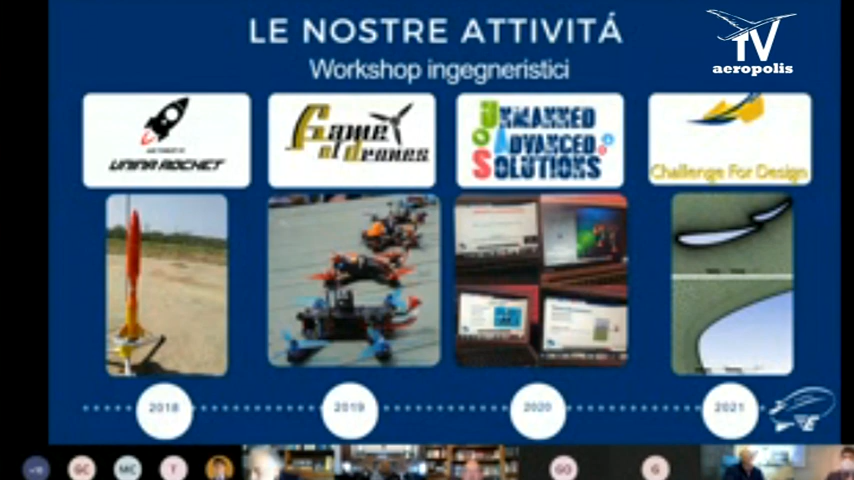 LE NOSTRE ATTIVITÁ
Workshop ingegneristici
TV
aeropolis
UNINA ROCKET
Game
of drones
UNMANNED
ADVANCED
SOLUTIONS
Challenge For Design
2018
2019
2020
2021
GC
MC
T
GO
G